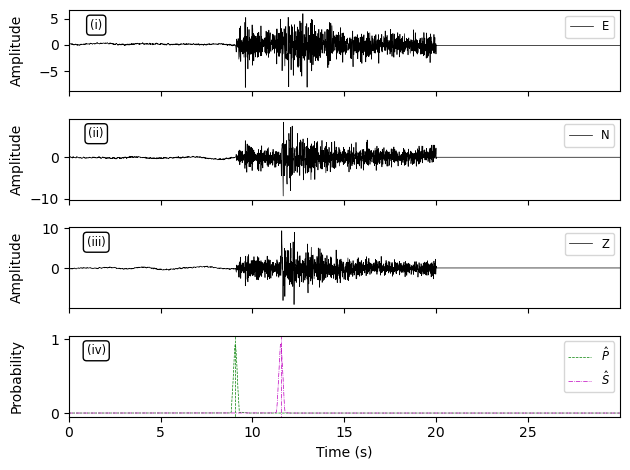 (i)
E
5
0
−5
Amplitude
(ii)
N
0
−10
Amplitude
(iii)
Z
10
0
Amplitude
(iv)
P̂
Ŝ
1
0
Probability
0 5 10 15 20 25
Time (s)